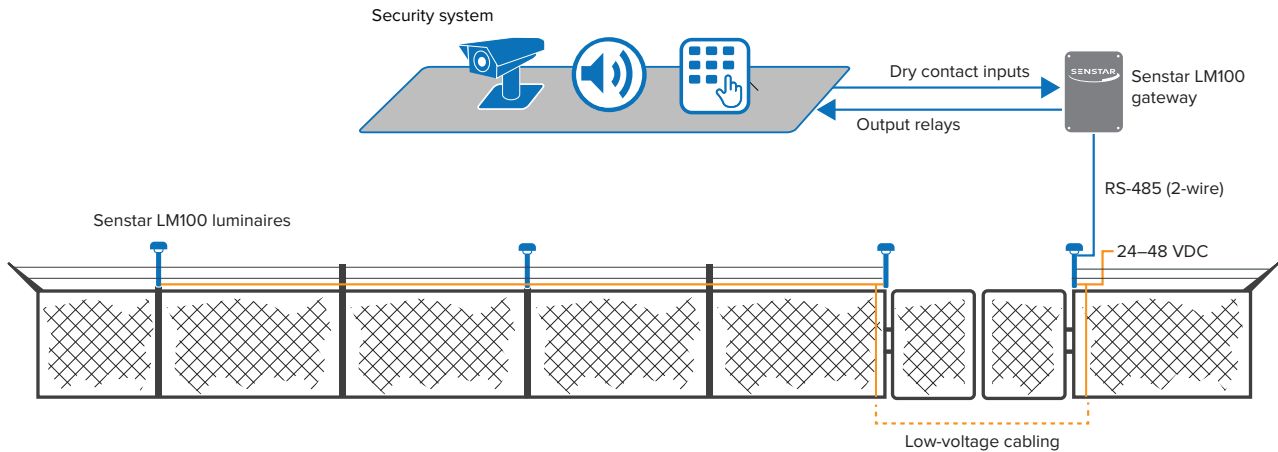 Security system
Dry contact inputs
SENSTAR
Senstar LM100
gateway
Output relays
RS-485 (2-wire)
Senstar LM100 luminaires
24–48 VDC
Low-voltage cabling